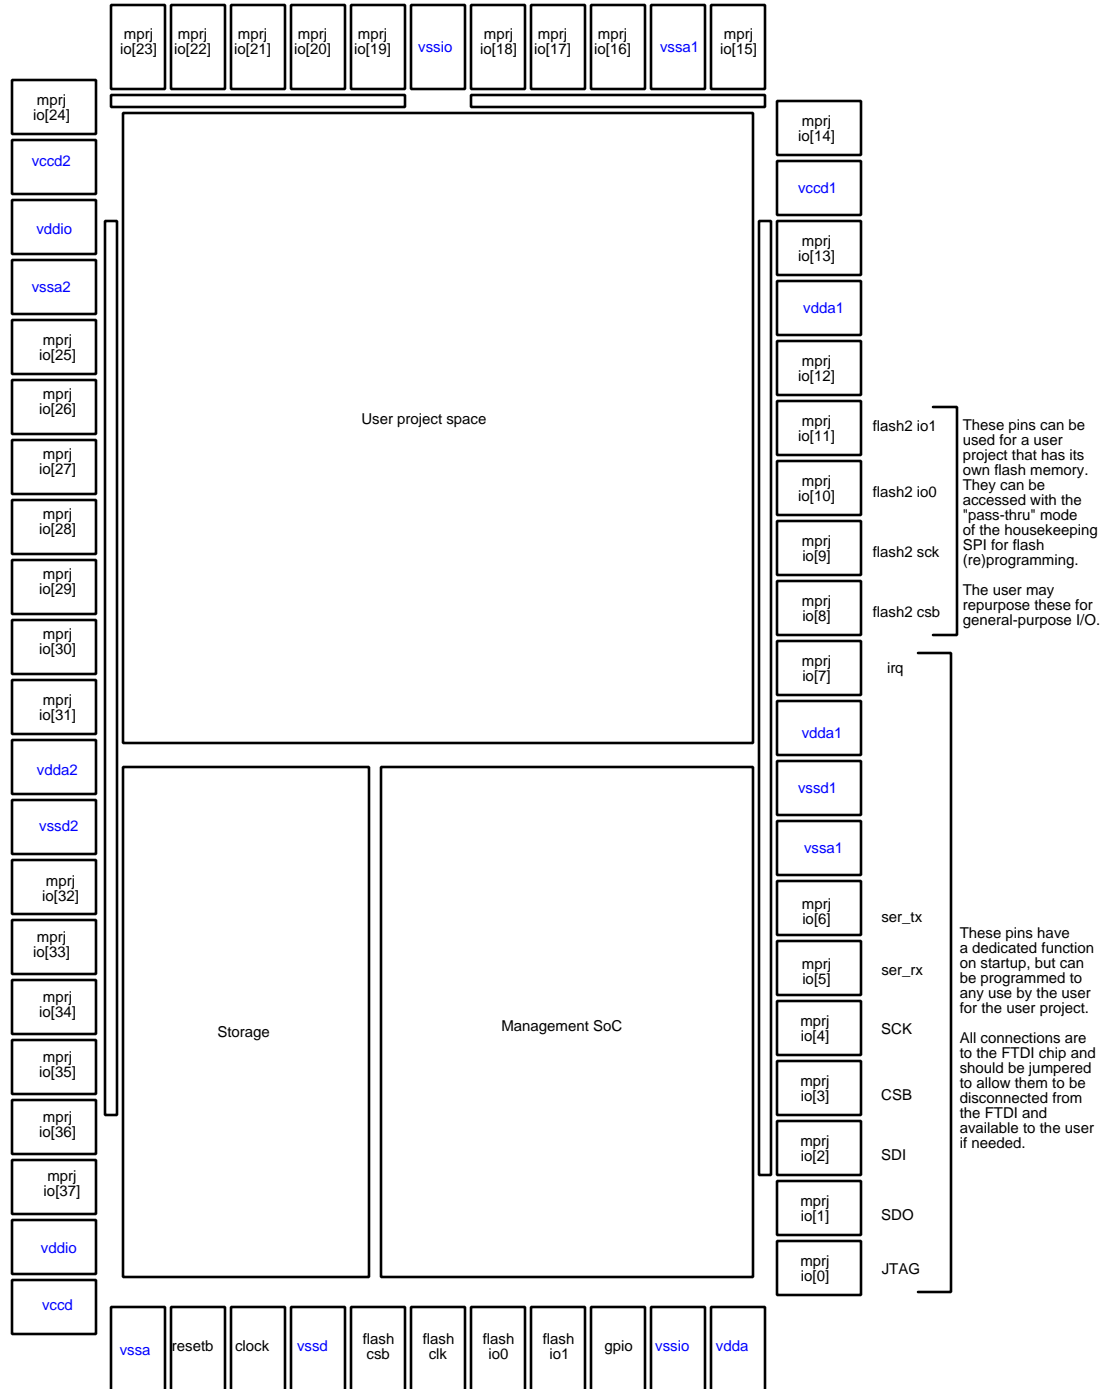 mprj
io[23]
mprj
io[22]
mprj
io[21]
mprj
io[20]
mprj
io[19]
vssio
mprj
io[18]
mprj
io[17]
mprj
io[16]
vssa1
mprj
io[15]
mprj
io[24]
vccd2
vddio
vssa2
mprj
io[25]
mprj
io[26]
mprj
io[27]
mprj
io[28]
mprj
io[29]
mprj
io[30]
mprj
io[31]
vdda2
vssd2
mprj
io[32]
mprj
io[33]
mprj
io[34]
mprj
io[35]
mprj
io[36]
mprj
io[37]
vddio
vccd
User project space
Storage
Management SoC
mprj
io[14]
vccd1
mprj
io[13]
vdda1
mprj
io[12]
mprj
io[11]
flash2 io1
mprj
io[10]
flash2 io0
mprj
io[9]
flash2 sck
mprj
io[8]
flash2 csb
mprj
io[7]
irq
vdda1
vssd1
vssa1
mprj
io[6]
ser_tx
mprj
io[5]
ser_rx
mprj
io[4]
SCK
mprj
io[3]
CSB
mprj
io[2]
SDI
mprj
io[1]
SDO
mprj
io[0]
JTAG
These pins can be
used for a user
project that has its
own flash memory.
They can be
accessed with the
"pass-thru" mode
of the housekeeping
SPI for flash
(re)programming.
The user may
repurpose these for
general-purpose I/O.
These pins have
a dedicated function
on startup, but can
be programmed to
any use by the user
for the user project.
All connections are
to the FTDI chip and
should be jumpered
to allow them to be
disconnected from
the FTDI and
available to the user
if needed.
vssa
resetb
clock
vssd
flash
csb
flash
clk
flash
io0
flash
io1
gpio
vssio
vdda